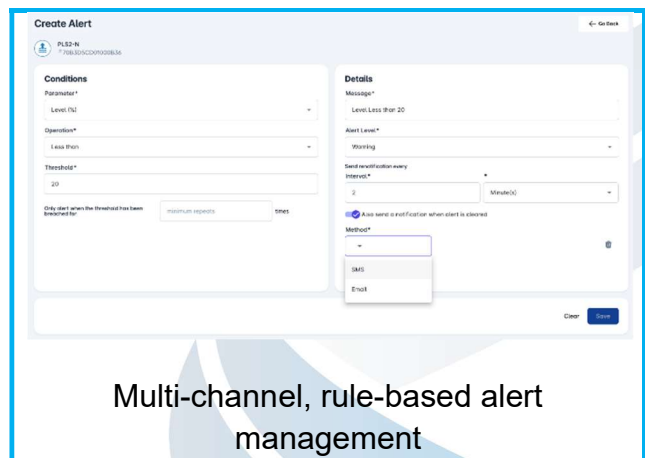 Create Alert
← Go Back
PLS2-N
Conditions
Parameter*
Level (%)
Operation*
Less than
Threshold*
20
Only alert when the threshold has been
breached for
minimum repeats
times
Details
Message*
Level Less than 20
Alert Level*
Warning
Send renotification every
Interval*
*
2
Minute(s)
Also send a notification when alert is cleared
Method*
SMS
Email
Clear
Save
Multi-channel, rule-based alert
management